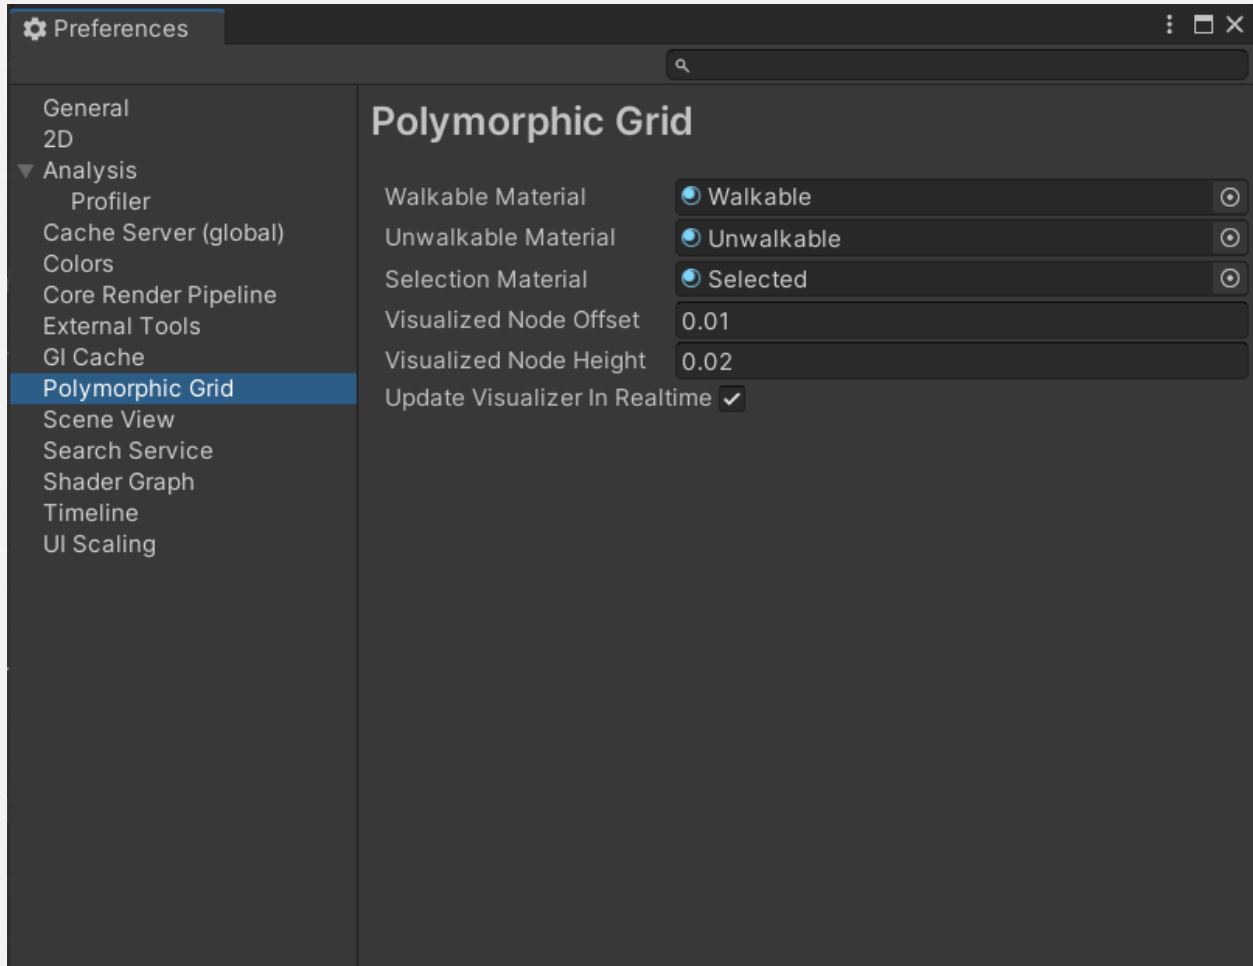 Preferences
General
2D
Analysis
Profiler
Cache Server (global)
Colors
Core Render Pipeline
External Tools
GI Cache
Polymorphic Grid
Scene View
Search Service
Shader Graph
Timeline
UI Scaling
Polymorphic Grid
Walkable Material Walkable
Unwalkable Material Unwalkable
Selection Material Selected
Visualized Node Offset 0.01
Visualized Node Height 0.02
Update Visualizer In Realtime